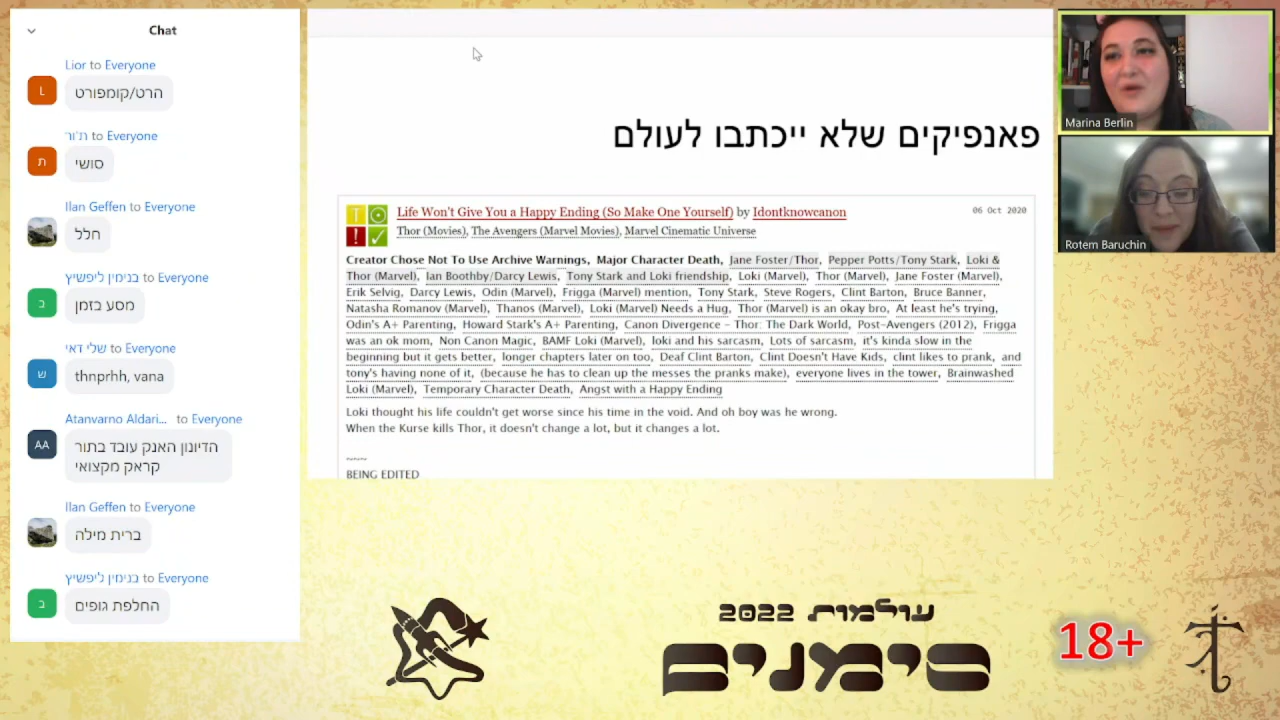 Chat
Lior to Everyone
L
הרט/קומפורט
ת'ור to Everyone
ת
סושי
Ilan Geffen to Everyone
חלל
בנימין ליפשיץ to Everyone
ב
מסע בזמן
שלי דאי to Everyone
ש
thnprhh, vana
Atanvarno Aldari... to Everyone
AA
הדיונון האנק עובד בתור
קראק מקצואי
Ilan Geffen to Everyone
ברית מילה
בנימין ליפשיץ to Everyone
ב
החלפת גופים
פאנפיקים שלא ייכתבו לעולם
Life Won't Give You a Happy Ending (So Make One Yourself) by Idontknowcanon
06 Oct 2020
Thor (Movies), The Avengers (Marvel Movies), Marvel Cinematic Universe
Creator Chose Not To Use Archive Warnings, Major Character Death, Jane Foster/Thor, Pepper Potts/Tony Stark, Loki &
Thor (Marvel), Ian Boothby/Darcy Lewis, Tony Stark and Loki friendship, Loki (Marvel), Thor (Marvel), Jane Foster (Marvel),
Erik Selvig, Darcy Lewis, Odin (Marvel), Frigga (Marvel) mention, Tony Stark, Steve Rogers, Clint Barton, Bruce Banner,
Natasha Romanov (Marvel), Thanos (Marvel), Loki (Marvel) Needs a Hug, Thor (Marvel) is an okay bro, At least he's trying,
Odin's A+ Parenting, Howard Stark's A+ Parenting, Canon Divergence - Thor: The Dark World, Post-Avengers (2012), Frigga
was an ok mom, Non Canon Magic, BAMF Loki (Marvel), loki and his sarcasm, Lots of sarcasm, it's kinda slow in the
beginning but it gets better, longer chapters later on too, Deaf Clint Barton, Clint Doesn't Have Kids, clint likes to prank, and
tony's having none of it, (because he has to clean up the messes the pranks make), everyone lives in the tower, Brainwashed
Loki (Marvel), Temporary Character Death, Angst with a Happy Ending
Loki thought his life couldn't get worse since his time in the void. And oh boy was he wrong.
When the Kurse kills Thor, it doesn't change a lot, but it changes a lot.
~~~
BEING EDITED
Marina Berlin
Rotem Baruchin
עולמות 2022
סימנים
18+